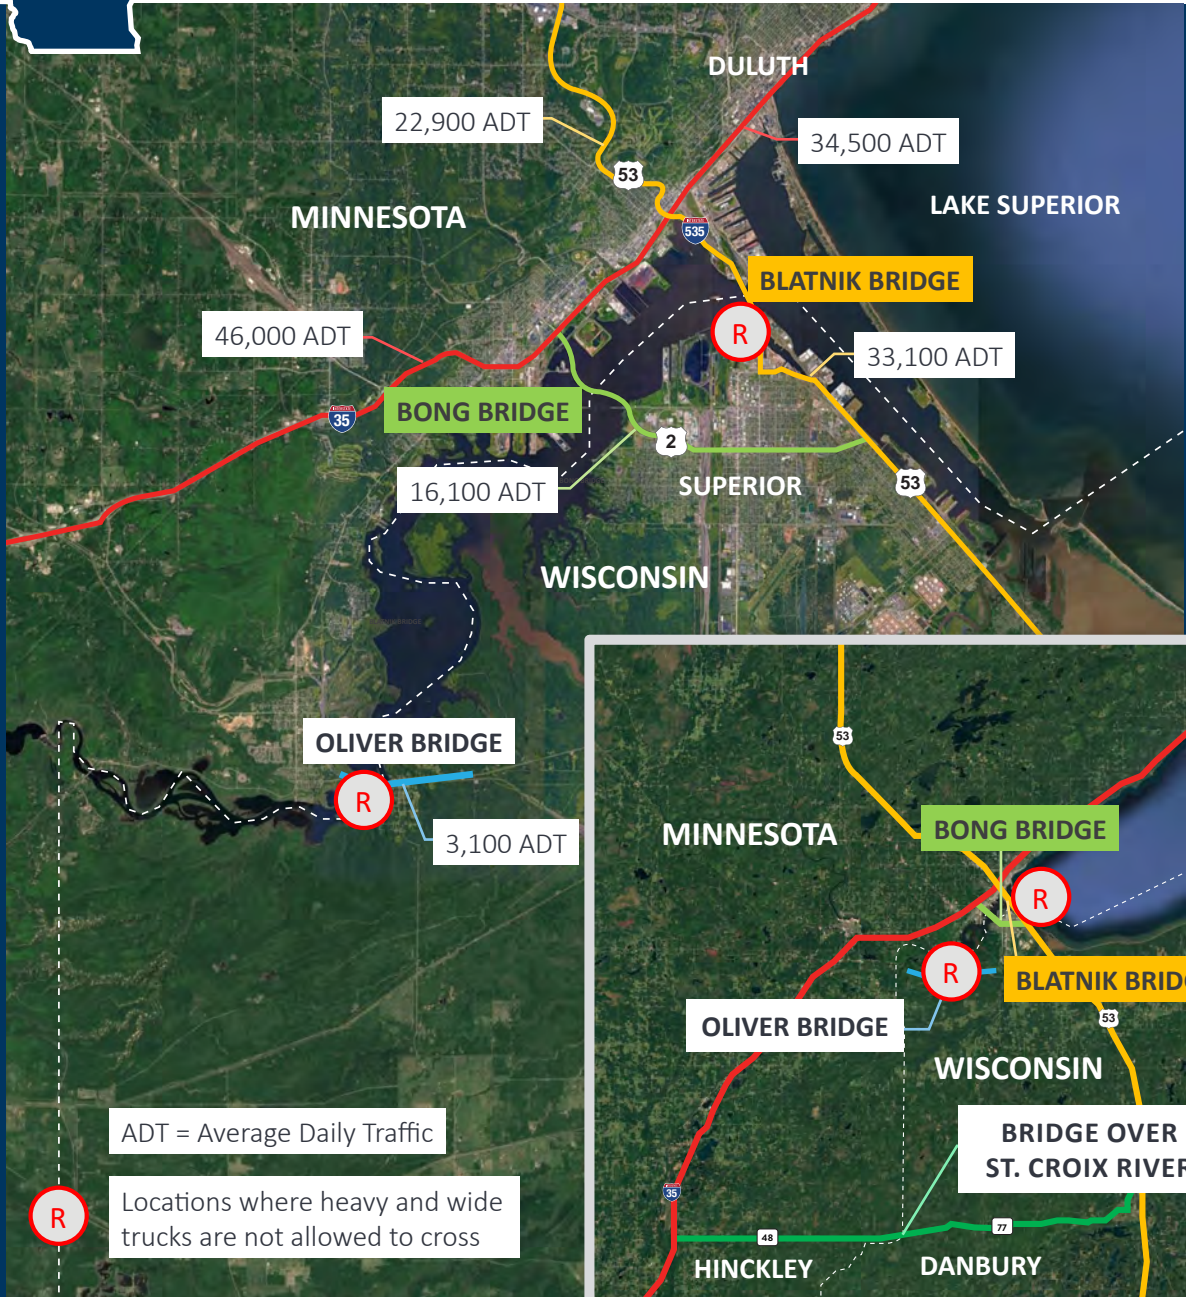 DULUTH
22,900 ADT
34,500 ADT
53
MINNESOTA
LAKE SUPERIOR
535
BLATNIK BRIDGE
R
46,000 ADT
33,100 ADT
BONG BRIDGE
35
2
16,100 ADT
SUPERIOR
53
WISCONSIN
OLIVER BRIDGE
R
3,100 ADT
ADT = Average Daily Traffic
R
Locations where heavy and wide
trucks are not allowed to cross
53
MINNESOTA
BONG BRIDGE
R
R
BLATNIK BRIDG
OLIVER BRIDGE
53
WISCONSIN
BRIDGE OVER
ST. CROIX RIVER
35
48
77
HINCKLEY
DANBURY